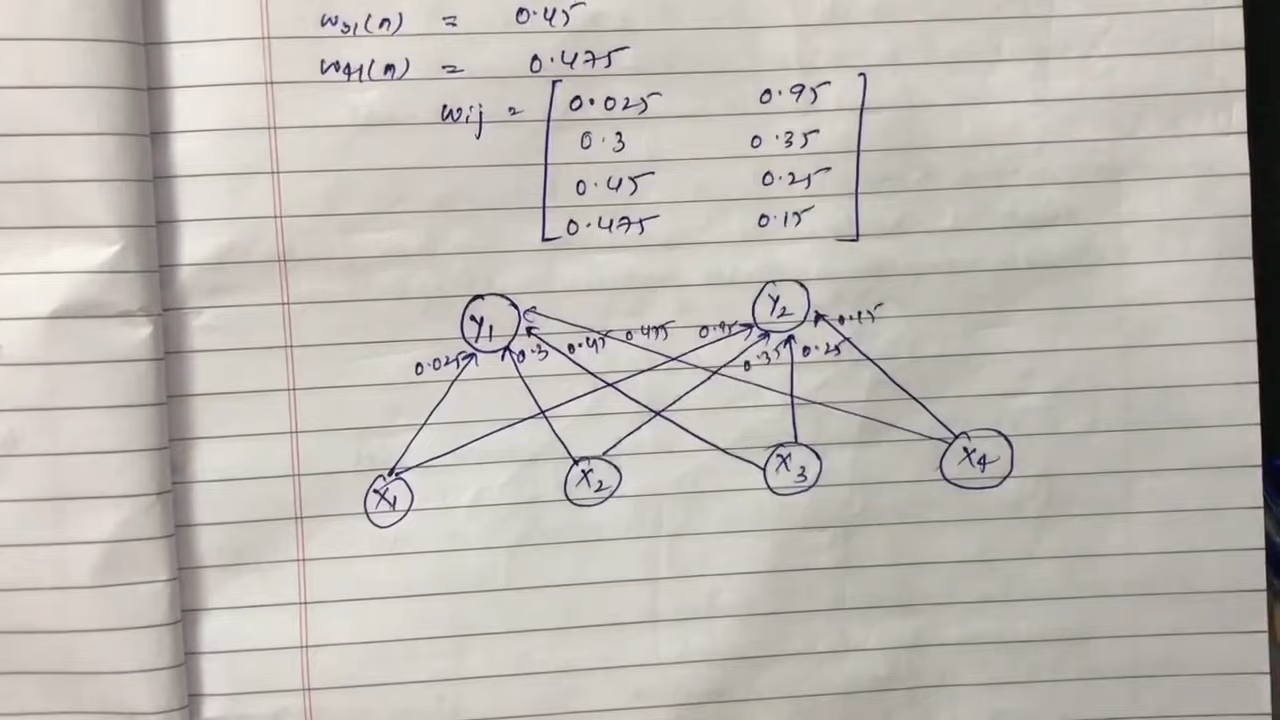 w31(n) = 0.45
w41(n) = 0.475
wij = [ 0.025 0.95
0.3 0.35
0.45 0.25
0.475 0.15 ]
Y1 Y2
0.025 0.3 0.45 0.475 0.95 0.35 0.25 0.15
X1 X2 X3 X4